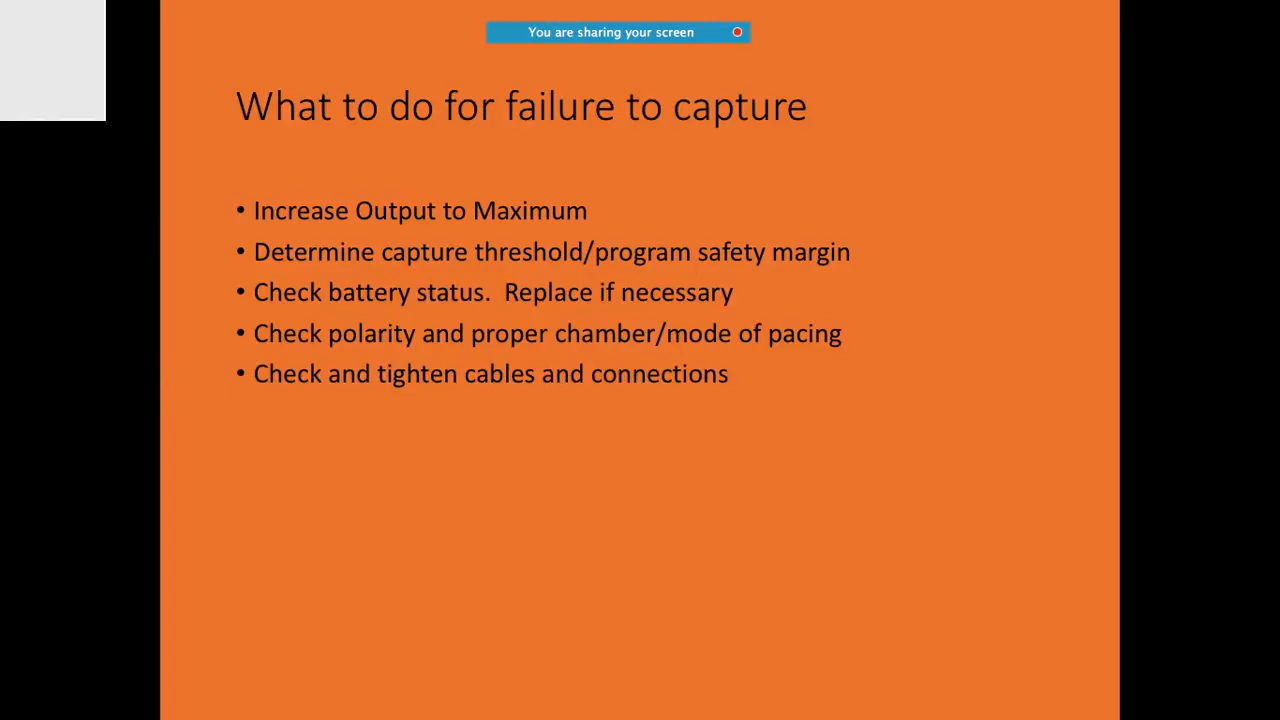 You are sharing your screen
What to do for failure to capture
• Increase Output to Maximum
• Determine capture threshold/program safety margin
• Check battery status.  Replace if necessary
• Check polarity and proper chamber/mode of pacing
• Check and tighten cables and connections